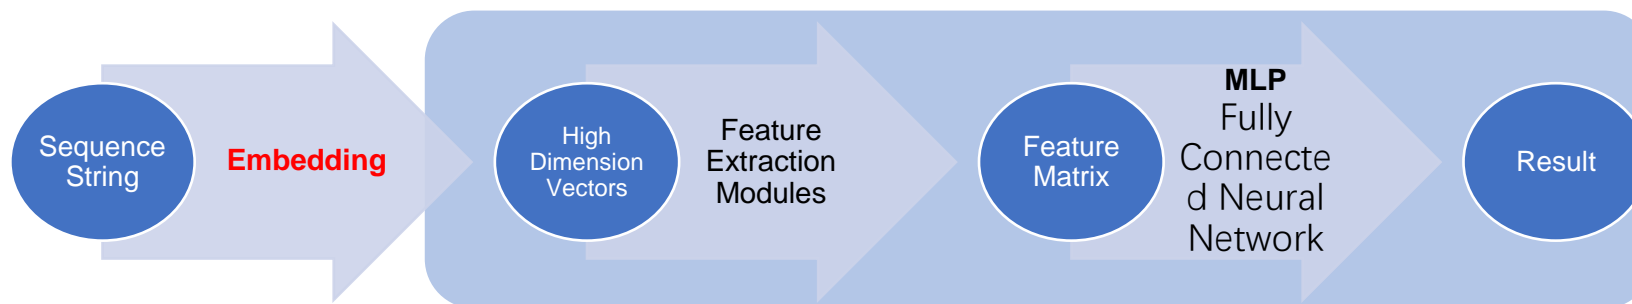 Sequence
String
Embedding
High
Dimension
Vectors
Feature
Extraction
Modules
Feature
Matrix
MLP
Fully
Connecte
d Neural
Network
Result